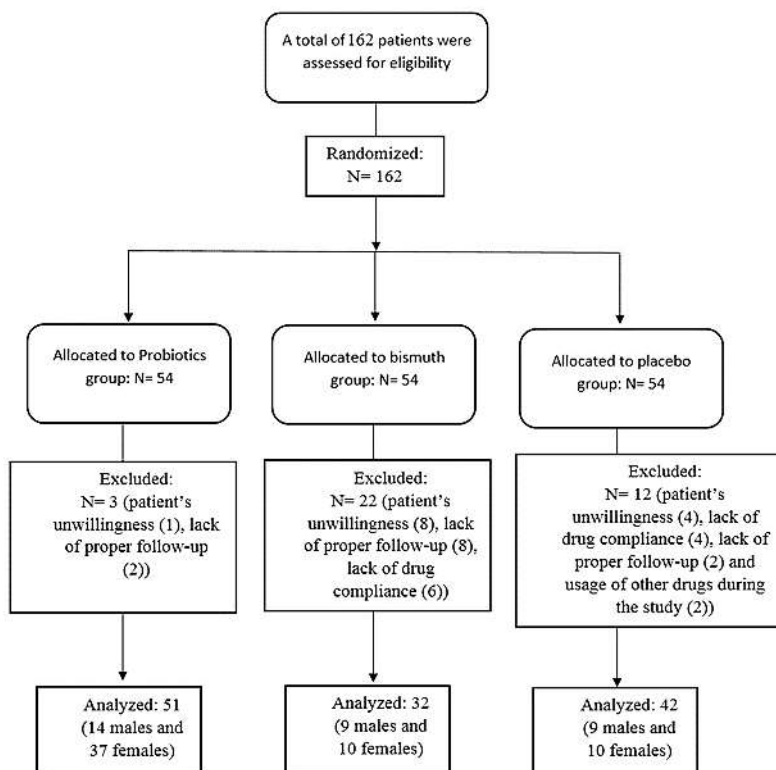 A total of 162 patients were
assessed for eligibility
Randomized:
N= 162
Allocated to Probiotics
group: N= 54
Allocated to bismuth
group: N= 54
Allocated to placebo
group: N= 54
Excluded:
N= 3 (patient's
unwillingness (1), lack
of proper follow-up
(2))
Excluded:
N= 22 (patient's
unwillingness (8), lack
of proper follow-up (8),
lack of drug
compliance (6))
Excluded:
N= 12 (patient's
unwillingness (4), lack of
drug compliance (4), lack of
proper follow-up (2) and
usage of other drugs during
the study (2))
Analyzed: 51
(14 males and
37 females)
Analyzed: 32
(9 males and
10 females)
Analyzed: 42
(9 males and
10 females)